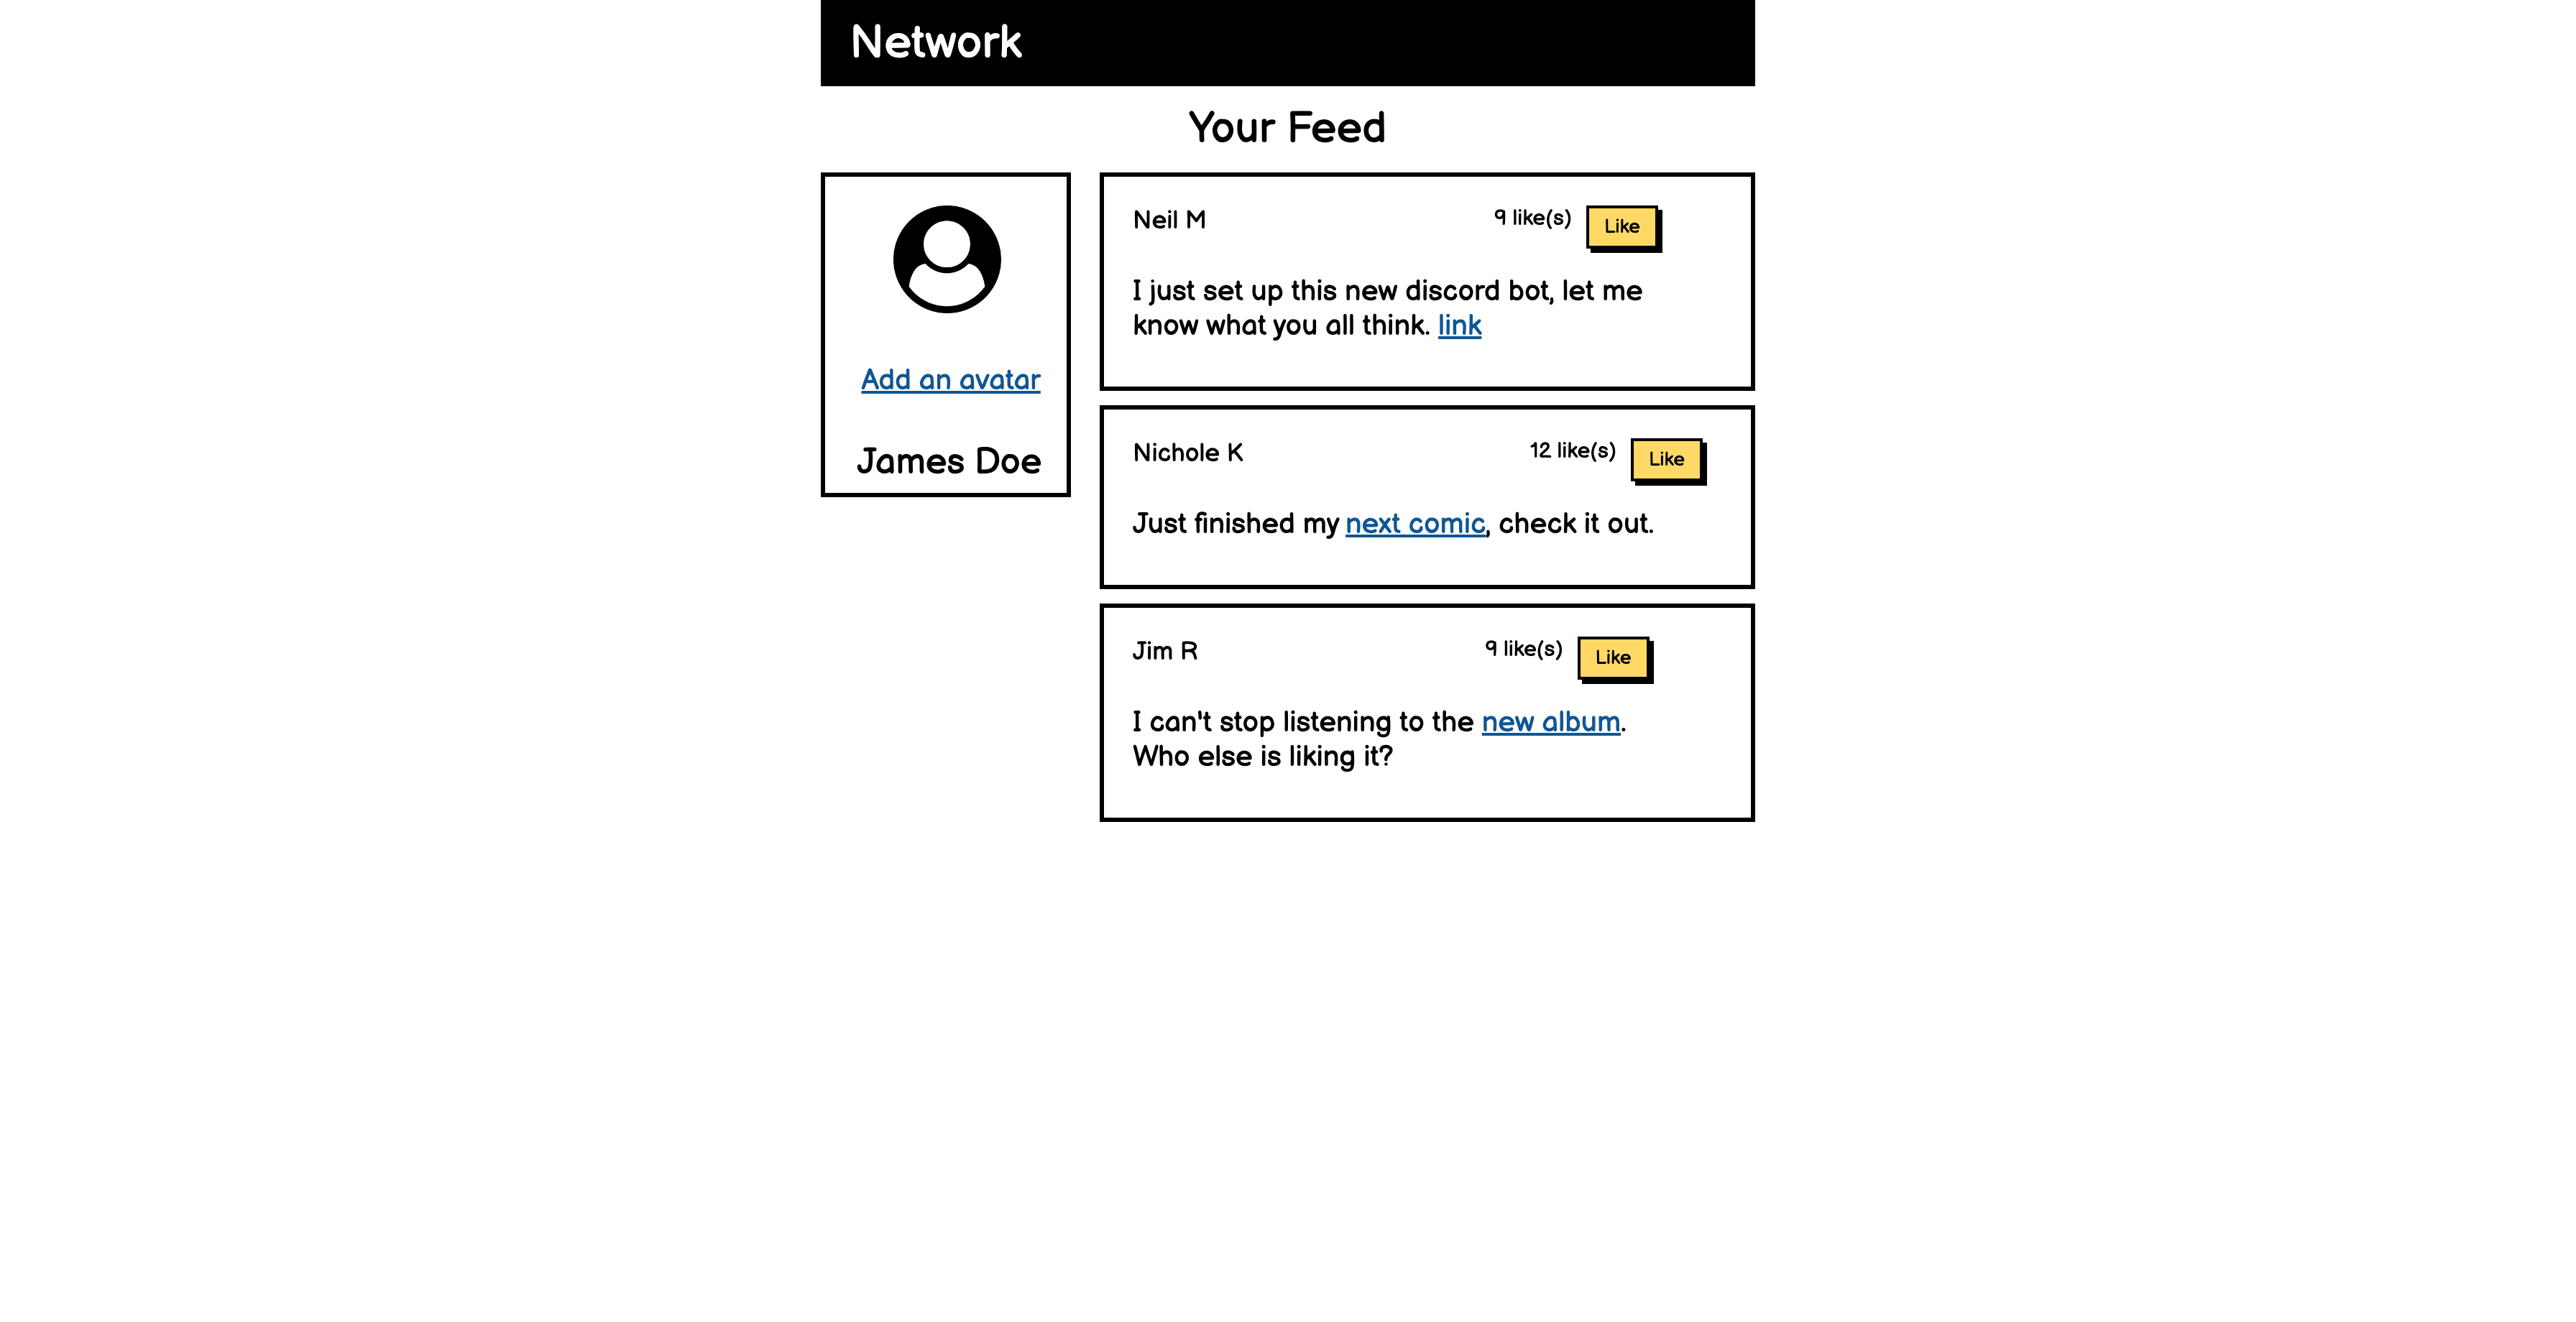 Network
Your Feed
Add an avatar
James Doe
Neil M
9 like(s)
Like
I just set up this new discord bot, let me
know what you all think. link
Nichole K
12 like(s)
Like
Just finished my next comic, check it out.
Jim R
9 like(s)
Like
I can't stop listening to the new album.
Who else is liking it?